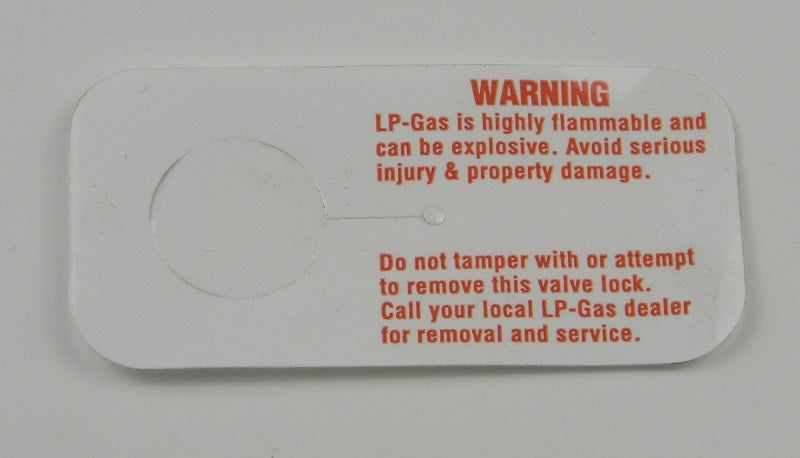 WARNING
LP-Gas is highly flammable and
can be explosive. Avoid serious
injury & property damage.
Do not tamper with or attempt
to remove this valve lock.
Call your local LP-Gas dealer
for removal and service.